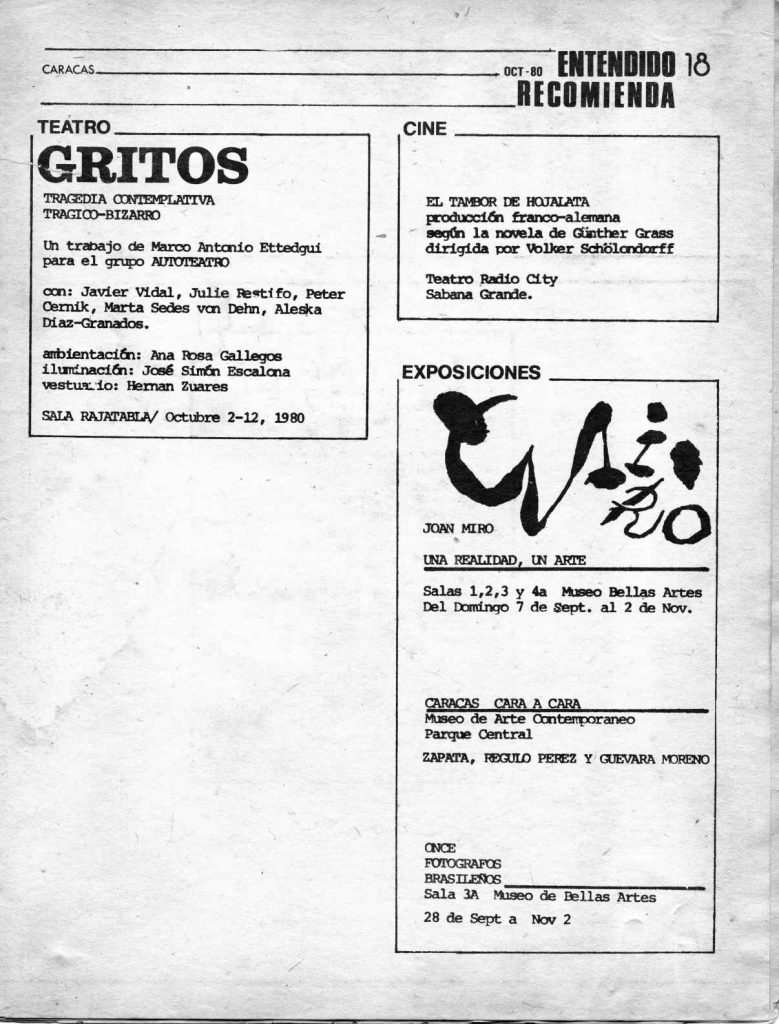 CARACAS
OCT-80 ENTENDIDO 18
RECOMIENDA
TEATRO
GRITOS
TRAGEDIA CONTEMPLATIVA
TRAGICO-BIZARRO
Un trabajo de Marco Antonio Ettedgui
para el grupo AUTOTEATRO
con: Javier Vidal, Julie Restifo, Peter
Cernik, Marta Sedes von Dehn, Aleska
Diaz-Granados.
ambientación: Ana Rosa Gallegos
iluminación: José Simón Escalona
vestuario: Hernan Zuares
SALA RAJATABLA/ Octubre 2-12, 1980
CINE
EL TAMBOR DE HOJALATA
producción franco-alemana
según la novela de Günther Grass
dirigida por Volker Schölondorff
Teatro Radio City
Sabana Grande.
EXPOSICIONES
MIRO
JOAN MIRO
UNA REALIDAD, UN ARTE
Salas 1,2,3 y 4a Museo Bellas Artes
Del Domingo 7 de Sept. al 2 de Nov.
CARACAS CARA A CARA
Museo de Arte Contemporaneo
Parque Central
ZAPATA, REGULO PEREZ Y GUEVARA MORENO
ONCE
FOTOGRAFOS
BRASILEÑOS
Sala 3A Museo de Bellas Artes
28 de Sept a Nov 2